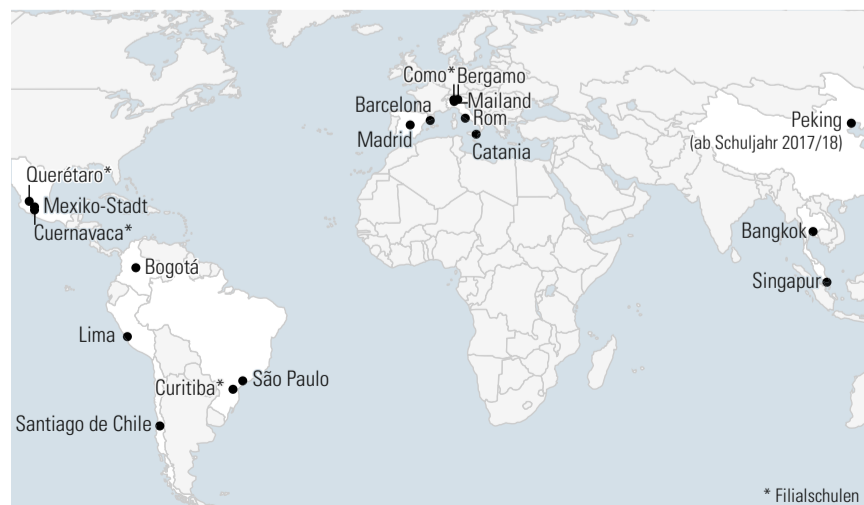 Como* Bergamo
Mailand
Barcelona
Rom
Madrid
Catania
Peking
(ab Schuljahr 2017/18)
Querétaro*
Mexiko-Stadt
Cuernavaca*
Bangkok
Bogotá
Singapur
Lima
Curitiba*
São Paulo
Santiago de Chile
* Filialschulen